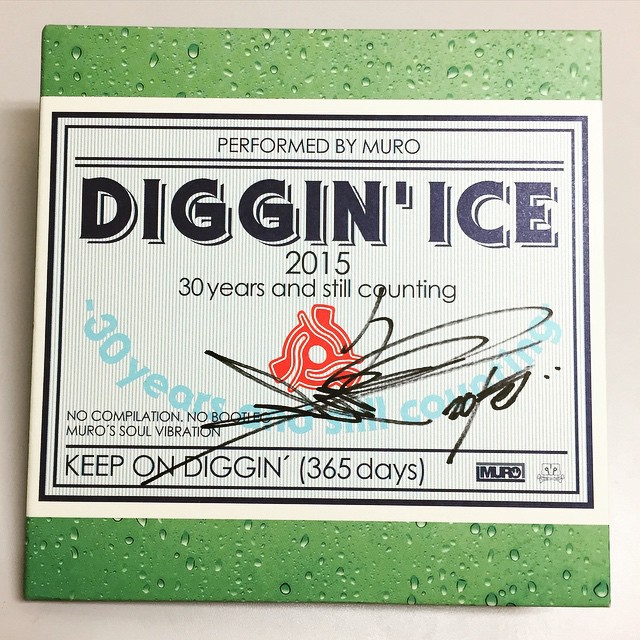 PERFORMED BY MURO
DIGGIN' ICE
2015
30 years and still counting
'30 years and still counting
NO COMPILATION, NO BOOTLEG
MURO´S SOUL VIBRATION
KEEP ON DIGGIN´ (365 days)
MURO